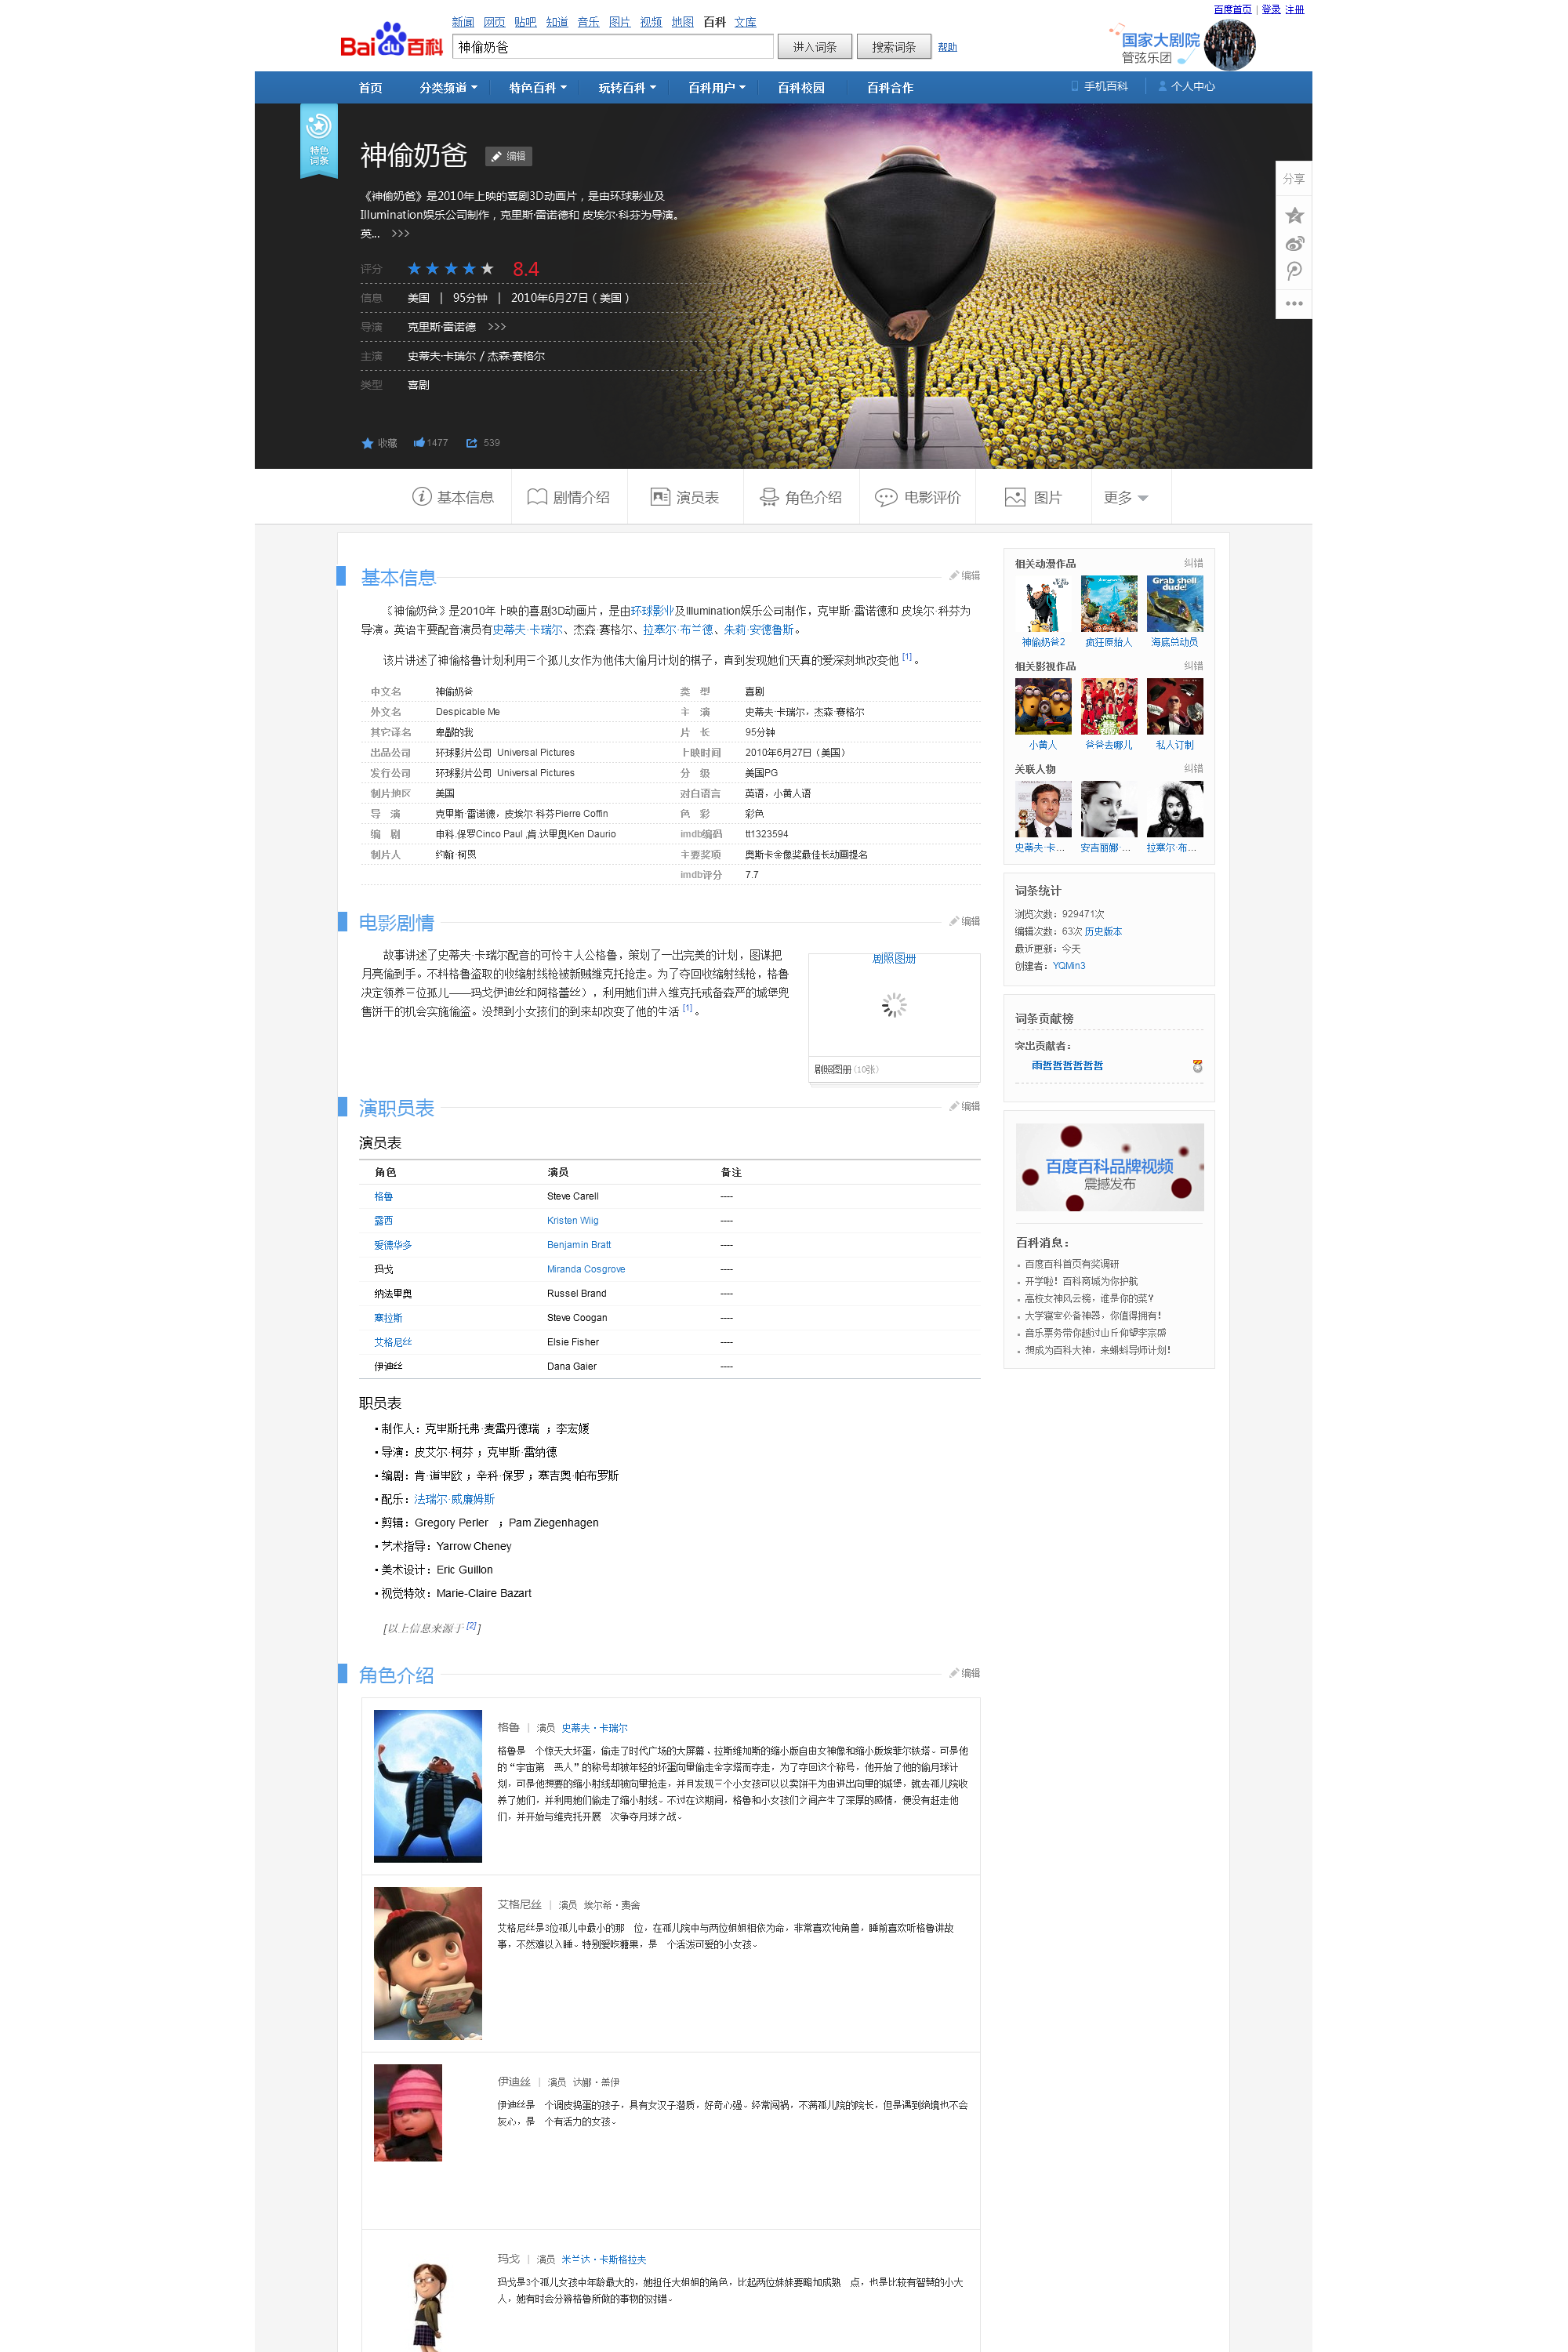 百度首页 | 登录 注册
新闻 网页 贴吧 知道 音乐 图片 视频 地图 百科 文库
Bai du 百科
神偷奶爸 进入词条 搜索词条 帮助
国家大剧院
管弦乐团
首页 分类频道 特色百科 玩转百科 百科用户 百科校园 百科合作 手机百科 个人中心
特色
词条
神偷奶爸 编辑
《神偷奶爸》是2010年上映的喜剧3D动画片，是由环球影业及
Illumination娱乐公司制作，克里斯·雷诺德和 皮埃尔·科芬为导演。
英... >>>
评分 8.4
信息 美国 | 95分钟 | 2010年6月27日（美国）
导演 克里斯·雷诺德 >>>
主演 史蒂夫·卡瑞尔 / 杰森·赛格尔
类型 喜剧
收藏 1477 539
分享
基本信息 剧情介绍 演员表 角色介绍 电影评价 图片 更多
基本信息 编辑
《神偷奶爸》是2010年上映的喜剧3D动画片，是由环球影业及Illumination娱乐公司制作，克里斯·雷诺德和 皮埃尔·科芬为
导演。英语主要配音演员有史蒂夫·卡瑞尔、杰森·赛格尔、拉塞尔·布兰德、朱莉·安德鲁斯。
该片讲述了神偷格鲁计划利用三个孤儿女作为他伟大偷月计划的棋子，直到发现她们天真的爱深刻地改变他 [1] 。
中文名 神偷奶爸 类 型 喜剧
外文名 Despicable Me 主 演 史蒂夫·卡瑞尔，杰森·赛格尔
其它译名 卑鄙的我 片 长 95分钟
出品公司 环球影片公司 Universal Pictures 上映时间 2010年6月27日（美国）
发行公司 环球影片公司 Universal Pictures 分 级 美国PG
制片地区 美国 对白语言 英语，小黄人语
导 演 克里斯·雷诺德，皮埃尔·科芬Pierre Coffin 色 彩 彩色
编 剧 申科.保罗Cinco Paul ,肯.达里奥Ken Daurio imdb编码 tt1323594
制片人 约翰·柯恩 主要奖项 奥斯卡金像奖最佳长动画提名
imdb评分 7.7
电影剧情 编辑
故事讲述了史蒂夫·卡瑞尔配音的可怜主人公格鲁，策划了一出完美的计划，图谋把
月亮偷到手。不料格鲁盗取的收缩射线枪被新贼维克托抢走。为了夺回收缩射线枪，格鲁
决定领养三位孤儿——玛戈伊迪丝和阿格蕾丝），利用她们进入维克托戒备森严的城堡兜
售饼干的机会实施偷盗。没想到小女孩们的到来却改变了他的生活 [1] 。
剧照图册
剧照图册(10张)
演职员表 编辑
演员表
角色 演员 备注
格鲁 Steve Carell ----
露西 Kristen Wiig ----
爱德华多 Benjamin Bratt ----
玛戈 Miranda Cosgrove ----
纳法里奥 Russel Brand ----
塞拉斯 Steve Coogan ----
艾格尼丝 Elsie Fisher ----
伊迪丝 Dana Gaier ----
职员表
▪ 制作人：克里斯托弗·麦雷丹德瑞 ；李宏媛
▪ 导演：皮艾尔·柯芬 ；克里斯·雷纳德
▪ 编剧：肯·道里欧 ；辛科·保罗 ；塞吉奥·帕布罗斯
▪ 配乐：法瑞尔·威廉姆斯
▪ 剪辑：Gregory Perler ；Pam Ziegenhagen
▪ 艺术指导：Yarrow Cheney
▪ 美术设计：Eric Guillon
▪ 视觉特效：Marie-Claire Bazart
[以上信息来源于 [2] ]
角色介绍 编辑
格鲁 | 演员 史蒂夫·卡瑞尔
格鲁是一个惊天大坏蛋，偷走了时代广场的大屏幕、拉斯维加斯的缩小版自由女神像和缩小版埃菲尔铁塔。可是他
的“宇宙第一恶人”的称号却被年轻的坏蛋向里偷走金字塔而夺走，为了夺回这个称号，他开始了他的偷月球计
划，可是他想要的缩小射线却被向里抢走，并且发现三个小女孩可以以卖饼干为由进出向里的城堡，就去孤儿院收
养了她们，并利用她们偷走了缩小射线。不过在这期间，格鲁和小女孩们之间产生了深厚的感情，便没有赶走他
们，并开始与维克托开展一次争夺月球之战。
艾格尼丝 | 演员 埃尔希·费舍
艾格尼丝是3位孤儿中最小的那一位，在孤儿院中与两位姐姐相依为命，非常喜欢独角兽，睡前喜欢听格鲁讲故
事，不然难以入睡。特别爱吃糖果，是一个活泼可爱的小女孩。
伊迪丝 | 演员 达娜·盖伊
伊迪丝是一个调皮捣蛋的孩子，具有女汉子潜质，好奇心强。经常闯祸，不满孤儿院的院长，但是遇到绝境也不会
灰心，是一个有活力的女孩。
玛戈 | 演员 米兰达·卡斯格拉夫
玛戈是3个孤儿女孩中年龄最大的，她担任大姐姐的角色，比起两位妹妹要略加成熟一点，也是比较有智慧的小大
人，她有时会分辨格鲁所做的事物的对错。
相关动漫作品 纠错
Grab shell dude!
神偷奶爸2 疯狂原始人 海底总动员
相关影视作品 纠错
小黄人 爸爸去哪儿 私人订制
关联人物 纠错
史蒂夫·卡... 安吉丽娜·... 拉塞尔·布...
词条统计
浏览次数：929471次
编辑次数：63次 历史版本
最近更新：今天
创建者：YQMin3
词条贡献榜
突出贡献者：
雨哲哲哲哲哲哲
百度百科品牌视频
震撼发布
百科消息：
百度百科首页有奖调研
开学啦！百科商城为你护航
高校女神风云榜，谁是你的菜？
大学寝室必备神器，你值得拥有！
音乐票务带你越过山丘仰望李宗盛
想成为百科大神，来蝌蚪导师计划！